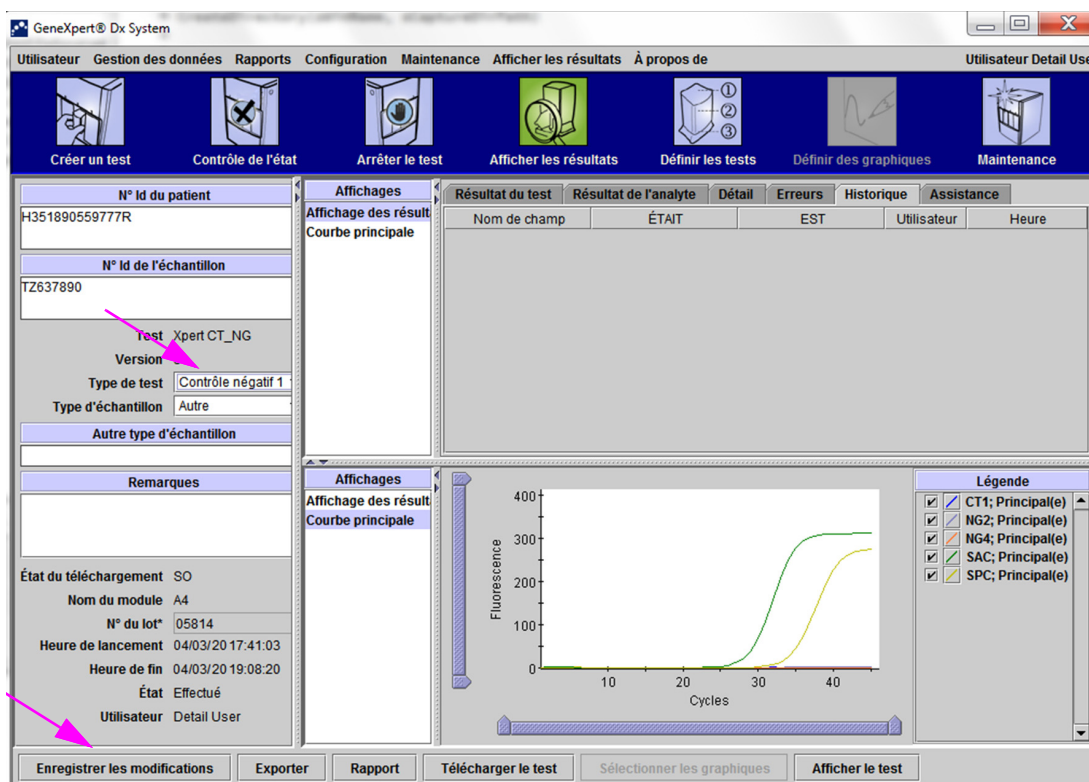 GeneXpert® Dx System
Utilisateur Gestion des données Rapports Configuration Maintenance Afficher les résultats À propos de Utilisateur Detail Use
① ② ③
Créer un test Contrôle de l'état Arrêter le test Afficher les résultats Définir les tests Définir des graphiques Maintenance
N° Id du patient
H351890559777R
N° Id de l'échantillon
TZ637890
Test Xpert CT_NG
Version
Type de test Contrôle négatif 1
Type d'échantillon Autre
Autre type d'échantillon
Remarques
État du téléchargement SO
Nom du module A4
N° du lot* 05814
Heure de lancement 04/03/20 17:41:03
Heure de fin 04/03/20 19:08:20
État Effectué
Utilisateur Detail User
Affichages
Affichage des résult
Courbe principale
Résultat du test Résultat de l'analyte Détail Erreurs Historique Assistance
Nom de champ ÉTAIT EST Utilisateur Heure
Affichages
Affichage des résult
Courbe principale
Fluorescence
400
300
200
100
0
10 20 30 40
Cycles
Légende
CT1; Principal(e)
NG2; Principal(e)
NG4; Principal(e)
SAC; Principal(e)
SPC; Principal(e)
Enregistrer les modifications Exporter Rapport Télécharger le test Sélectionner les graphiques Afficher le test